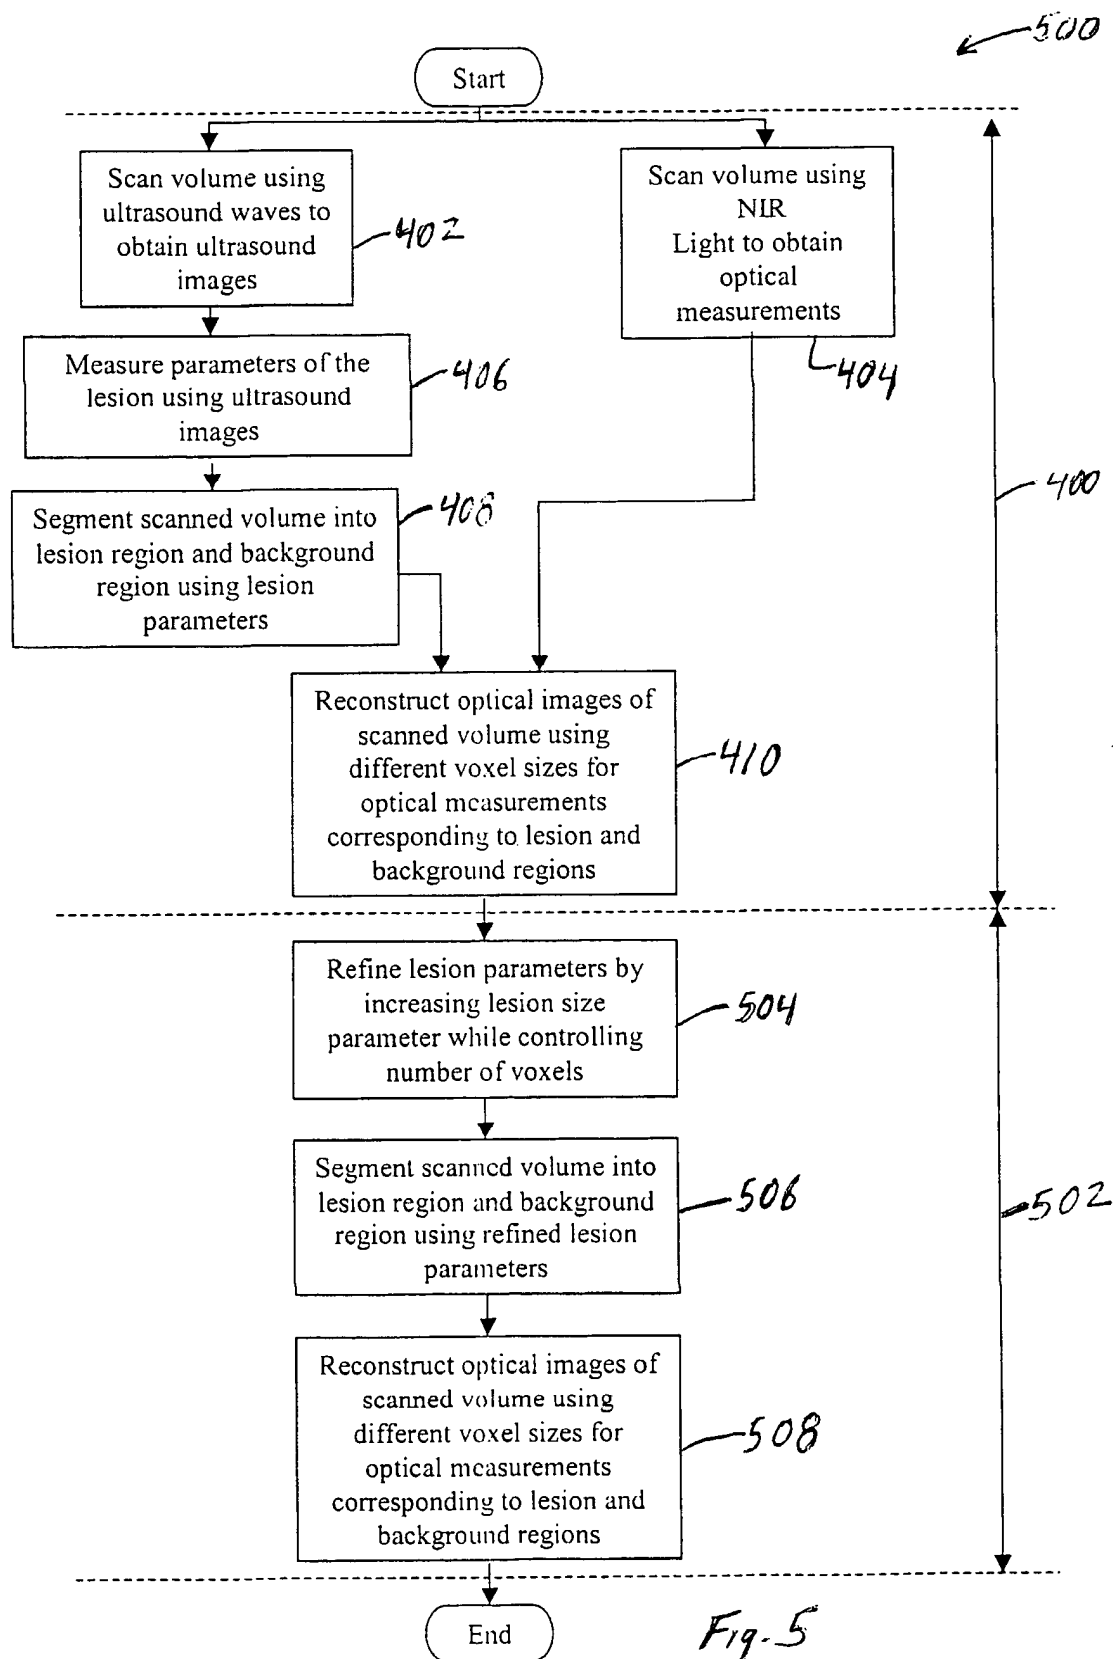 500
Start
Scan volume using
ultrasound waves to
obtain ultrasound
images
402
Scan volume using
NIR
Light to obtain
optical
measurements
404
Measure parameters of the
lesion using ultrasound
images
406
400
Segment scanned volume into
lesion region and background
region using lesion
parameters
408
Reconstruct optical images of
scanned volume using
different voxel sizes for
optical measurements
corresponding to lesion and
background regions
410
Refine lesion parameters by
increasing lesion size
parameter while controlling
number of voxels
504
Segment scanned volume into
lesion region and background
region using refined lesion
parameters
506
502
Reconstruct optical images of
scanned volume using
different voxel sizes for
optical measurements
corresponding to lesion and
background regions
508
End
Fig. 5